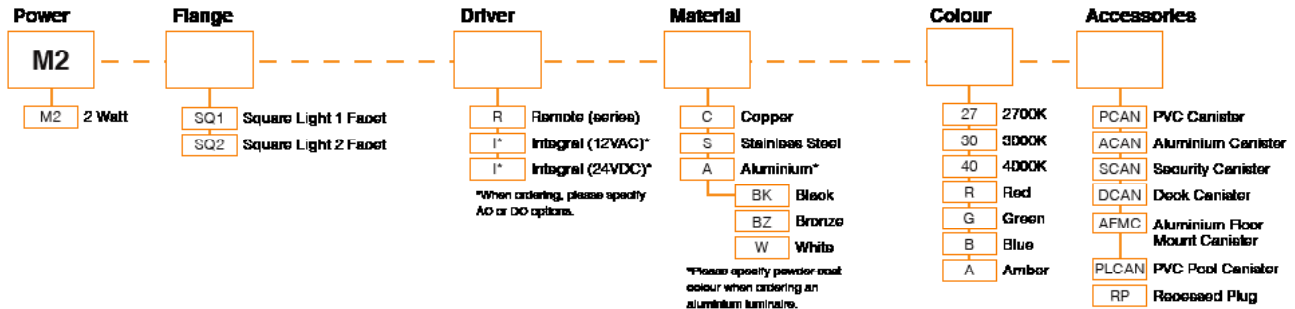 Power
Flange
Driver
Material
Colour
Accessories
M2
M2 2 Watt
SQ1 Square Light 1 Facet
SQ2 Square Light 2 Facet
R Remote (series)
I* Integral (12VAC)*
I* Integral (24VDC)*
*When ordering, please specify
AC or DC options.
C Copper
S Stainless Steel
A Aluminium*
BK Black
BZ Bronze
W White
*Please specify powder coat
colour when ordering an
aluminium luminaire.
27 2700K
30 3000K
40 4000K
R Red
G Green
B Blue
A Amber
PCAN PVC Canister
ACAN Aluminium Canister
SCAN Security Canister
DCAN Deck Canister
AFMC Aluminium Floor
Mount Canister
PLCAN PVC Pool Canister
RP Recessed Plug